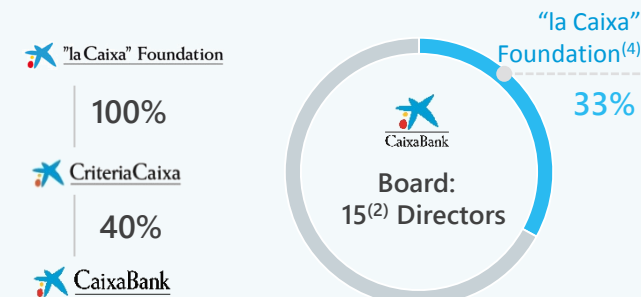 "la Caixa" Foundation
100%
CriteriaCaixa
40%
CaixaBank
CaixaBank
Board:
15(2) Directors
“la Caixa”
Foundation(4)
33%